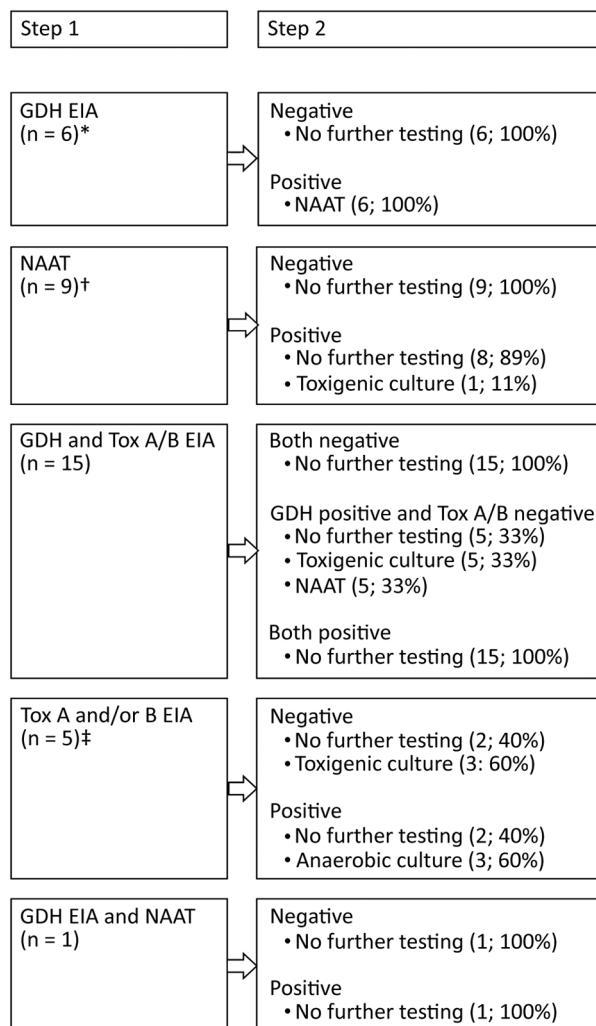 Step 1
Step 2
GDH EIA
(n = 6)*
Negative
• No further testing (6; 100%)
Positive
• NAAT (6; 100%)
NAAT
(n = 9)†
Negative
• No further testing (9; 100%)
Positive
• No further testing (8; 89%)
• Toxigenic culture (1; 11%)
GDH and Tox A/B EIA
(n = 15)
Both negative
• No further testing (15; 100%)
GDH positive and Tox A/B negative
• No further testing (5; 33%)
• Toxigenic culture (5; 33%)
• NAAT (5; 33%)
Both positive
• No further testing (15; 100%)
Tox A and/or B EIA
(n = 5)‡
Negative
• No further testing (2; 40%)
• Toxigenic culture (3: 60%)
Positive
• No further testing (2; 40%)
• Anaerobic culture (3; 60%)
GDH EIA and NAAT
(n = 1)
Negative
• No further testing (1; 100%)
Positive
• No further testing (1; 100%)